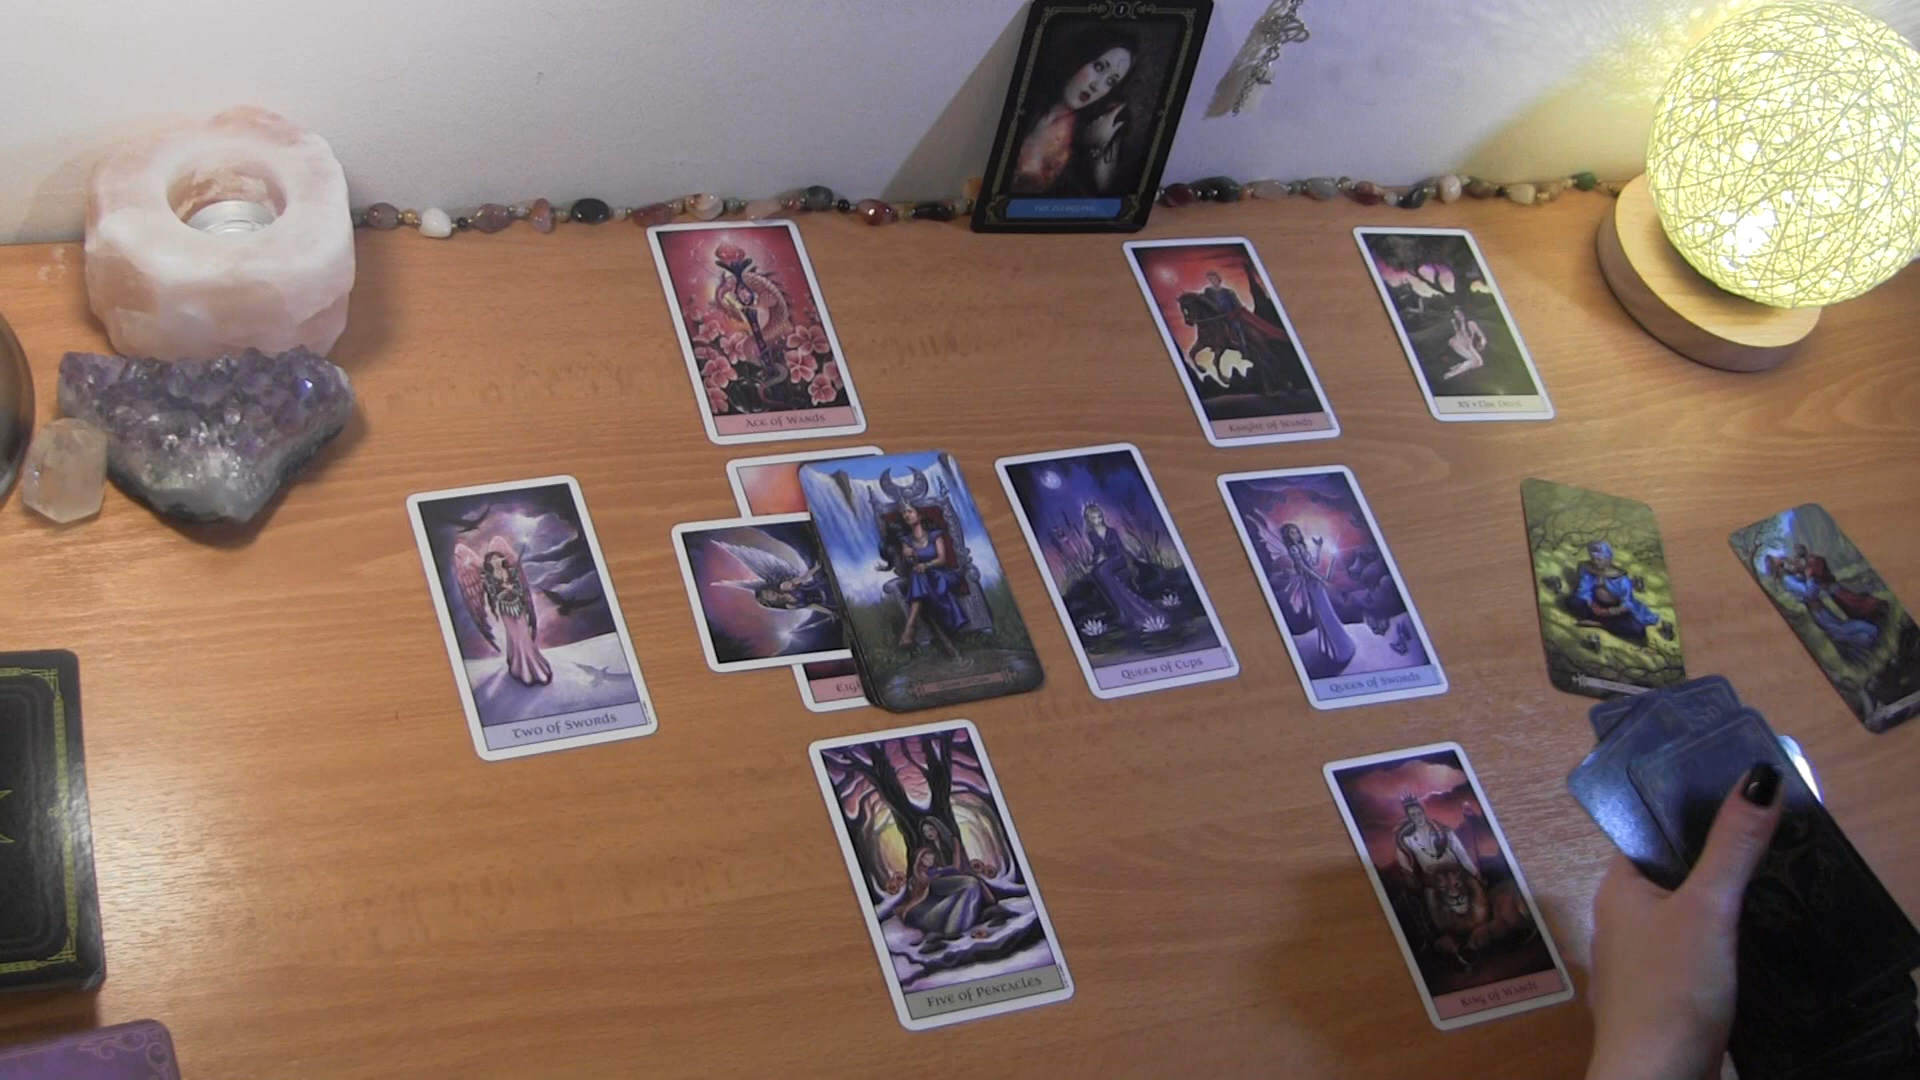 I
Ace of Wands
Knight of Wands
XV • The Devil
Two of Swords
Eig
Queen of Cups
Queen of Swords
Five of Pentacles
King of Wands